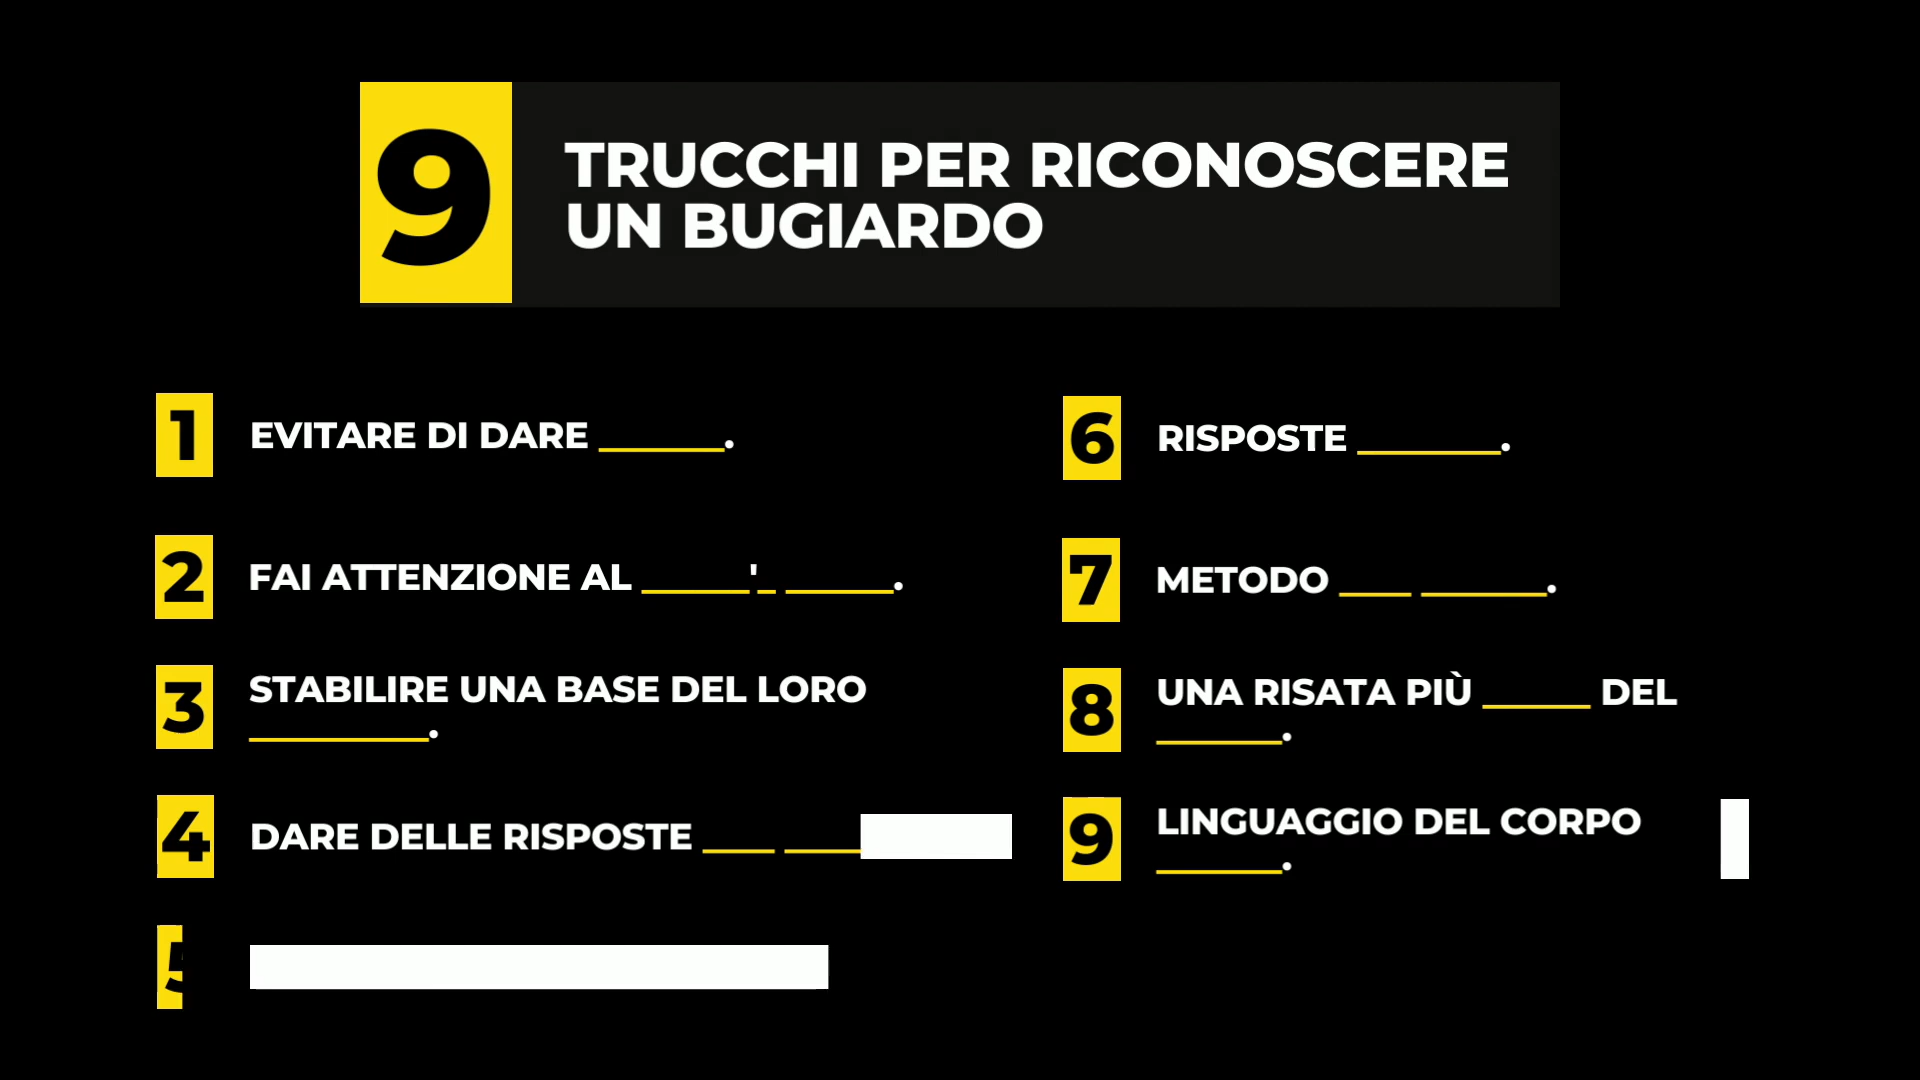 9
TRUCCHI PER RICONOSCERE
UN BUGIARDO
1
EVITARE DI DARE _______.
2
FAI ATTENZIONE AL ______'_ ______.
3
STABILIRE UNA BASE DEL LORO
__________.
4
DARE DELLE RISPOSTE ____ ____
5
6
RISPOSTE ________.
7
METODO ____ _______.
8
UNA RISATA PIÙ ______ DEL
_______.
9
LINGUAGGIO DEL CORPO
_______.